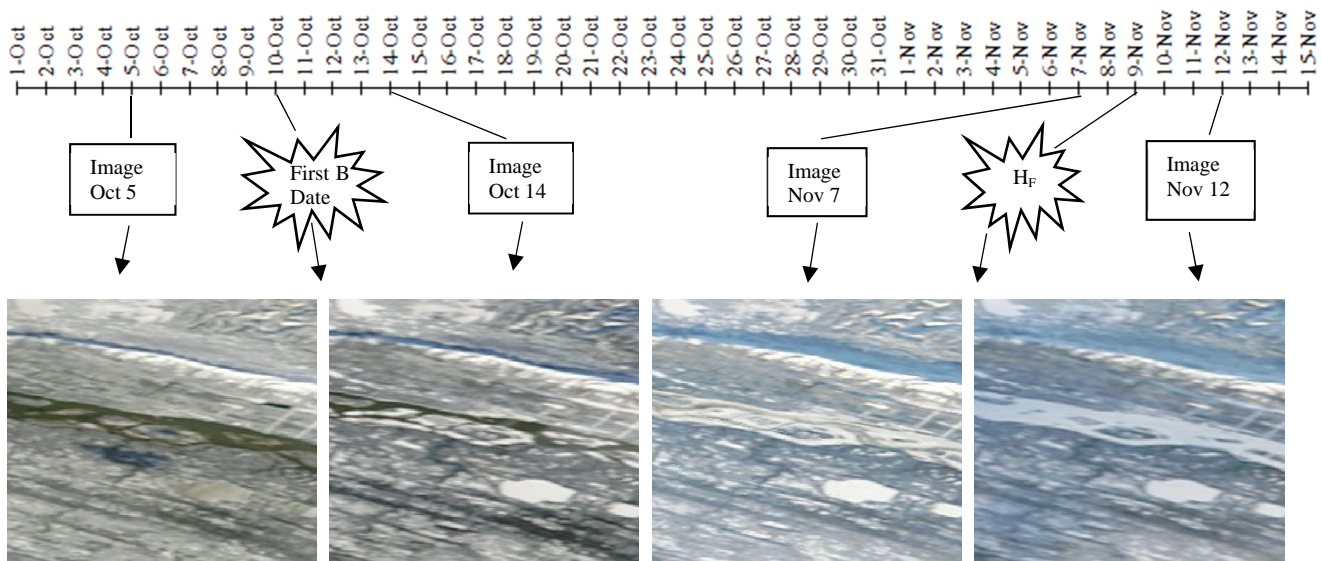 1-Oct
2-Oct
3-Oct
4-Oct
5-Oct
6-Oct
7-Oct
8-Oct
9-Oct
10-Oct
11-Oct
12-Oct
13-Oct
14-Oct
15-Oct
16-Oct
17-Oct
18-Oct
19-Oct
20-Oct
21-Oct
22-Oct
23-Oct
24-Oct
25-Oct
26-Oct
27-Oct
28-Oct
29-Oct
30-Oct
31-Oct
1-Nov
2-Nov
3-Nov
4-Nov
5-Nov
6-Nov
7-Nov
8-Nov
9-Nov
10-Nov
11-Nov
12-Nov
13-Nov
14-Nov
15-Nov
Image
Oct 5
First B
Date
Image
Oct 14
Image
Nov 7
HF
Image
Nov 12